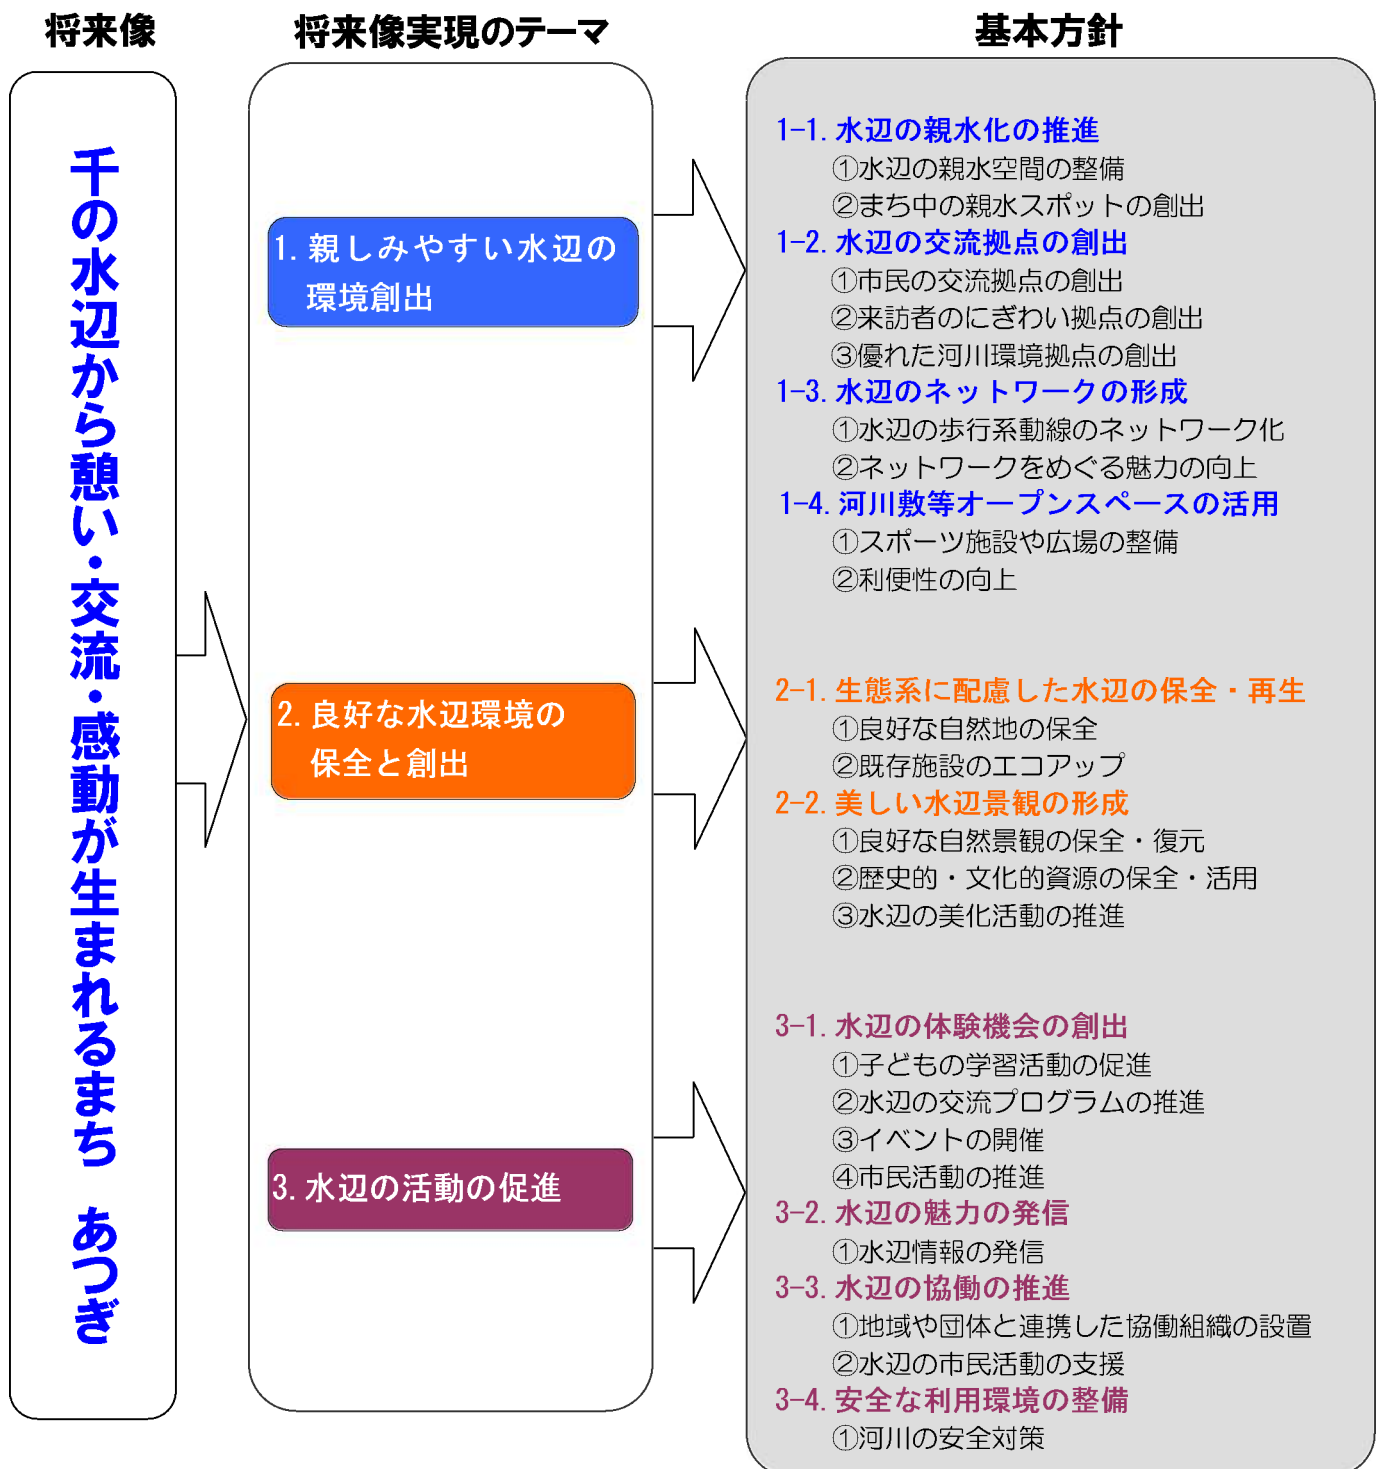 将来像
千の水辺から憩い・交流・感動が生まれるまち　あつぎ
将来像実現のテーマ
1. 親しみやすい水辺の
環境創出
2. 良好な水辺環境の
保全と創出
3. 水辺の活動の促進
基本方針
1-1. 水辺の親水化の推進
①水辺の親水空間の整備
②まち中の親水スポットの創出
1-2. 水辺の交流拠点の創出
①市民の交流拠点の創出
②来訪者のにぎわい拠点の創出
③優れた河川環境拠点の創出
1-3. 水辺のネットワークの形成
①水辺の歩行系動線のネットワーク化
②ネットワークをめぐる魅力の向上
1-4. 河川敷等オープンスペースの活用
①スポーツ施設や広場の整備
②利便性の向上
2-1. 生態系に配慮した水辺の保全・再生
①良好な自然地の保全
②既存施設のエコアップ
2-2. 美しい水辺景観の形成
①良好な自然景観の保全・復元
②歴史的・文化的資源の保全・活用
③水辺の美化活動の推進
3-1. 水辺の体験機会の創出
①子どもの学習活動の促進
②水辺の交流プログラムの推進
③イベントの開催
④市民活動の推進
3-2. 水辺の魅力の発信
①水辺情報の発信
3-3. 水辺の協働の推進
①地域や団体と連携した協働組織の設置
②水辺の市民活動の支援
3-4. 安全な利用環境の整備
①河川の安全対策